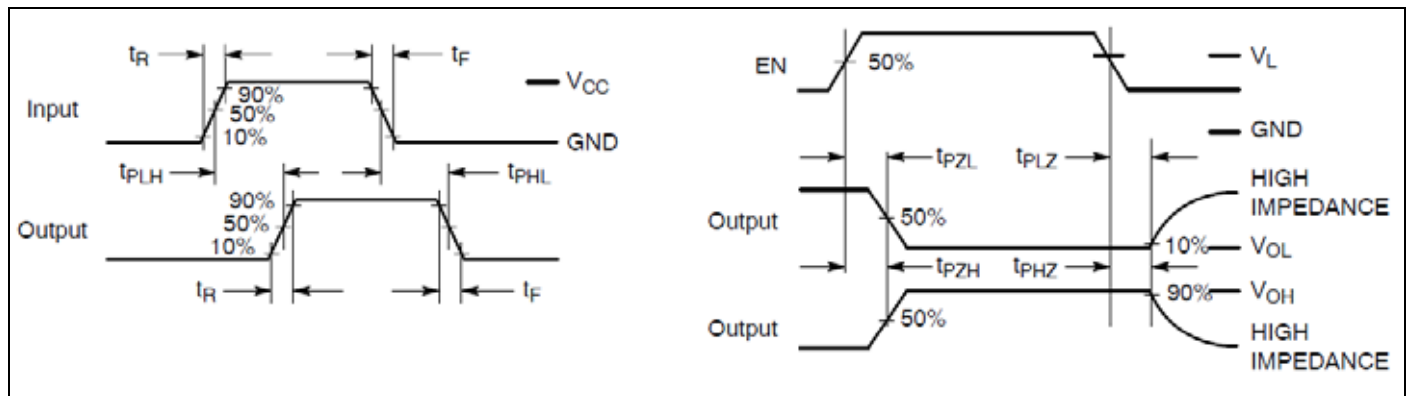 tR
tF
Input
90%
50%
10%
VCC
GND
tPLH
tPHL
Output
90%
50%
10%
tR
tF
EN
50%
VL
GND
tPZL
tPLZ
HIGH
IMPEDANCE
Output
50%
10%
VOL
tPZH
tPHZ
90%
VOH
Output
50%
HIGH
IMPEDANCE